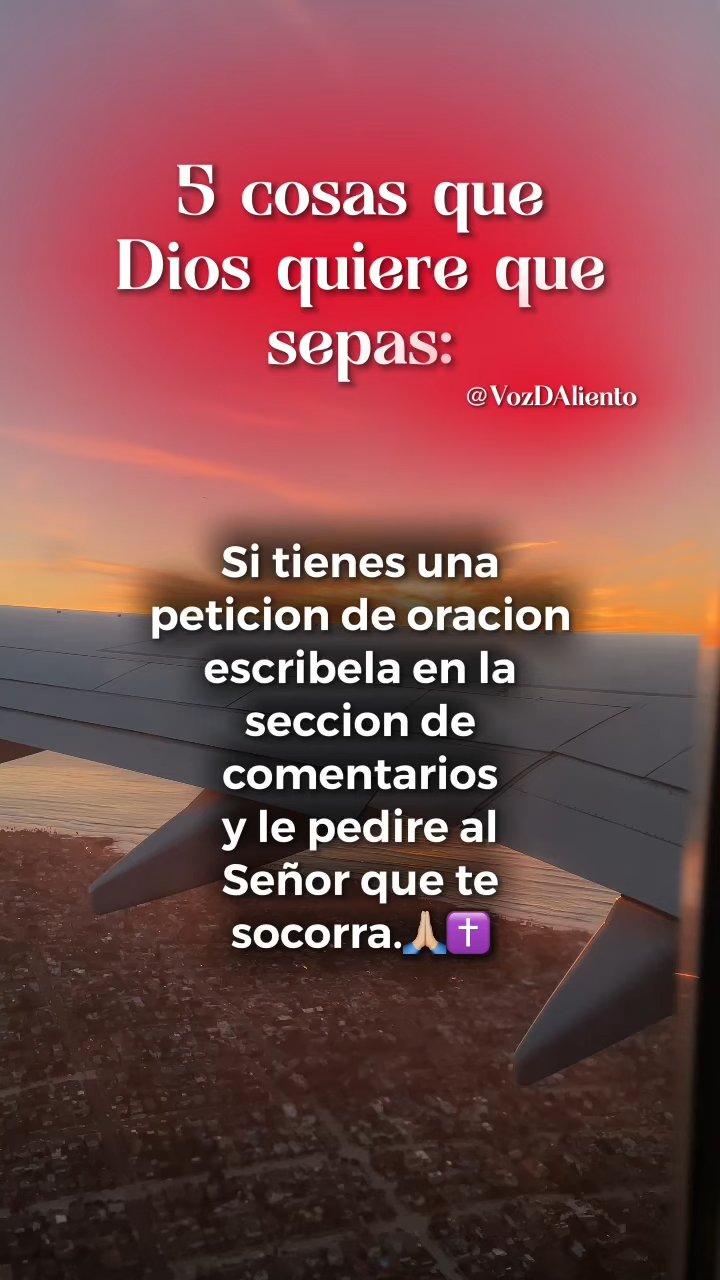 5 cosas que
Dios quiere que
sepas:
@VozDAliento
Si tienes una
peticion de oracion
escribela en la
seccion de
comentarios
y le pedire al
Señor que te
socorra.🙏🏼✝️